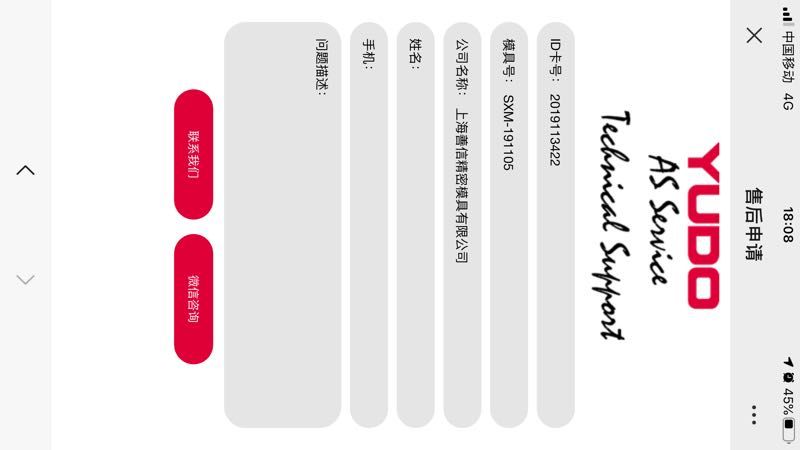 中国移动 4G 18:08 45%
售后申请
YUDO
AS Service
Technical Support
ID卡号： 2019113422
模具号： SXM-191105
公司名称： 上海善信精密模具有限公司
姓名：
手机：
问题描述：
联系我们 微信咨询